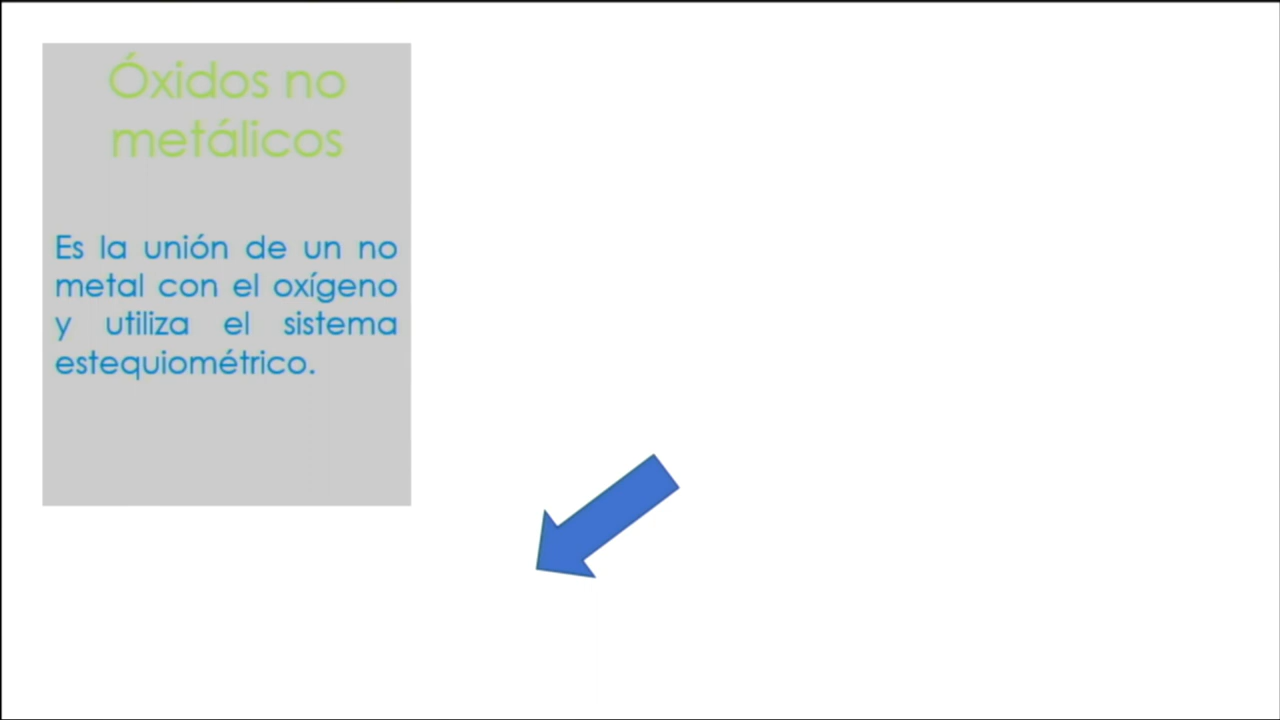 Óxidos no
metálicos
Es la unión de un no
metal con el oxígeno
y utiliza el sistema
estequiométrico.